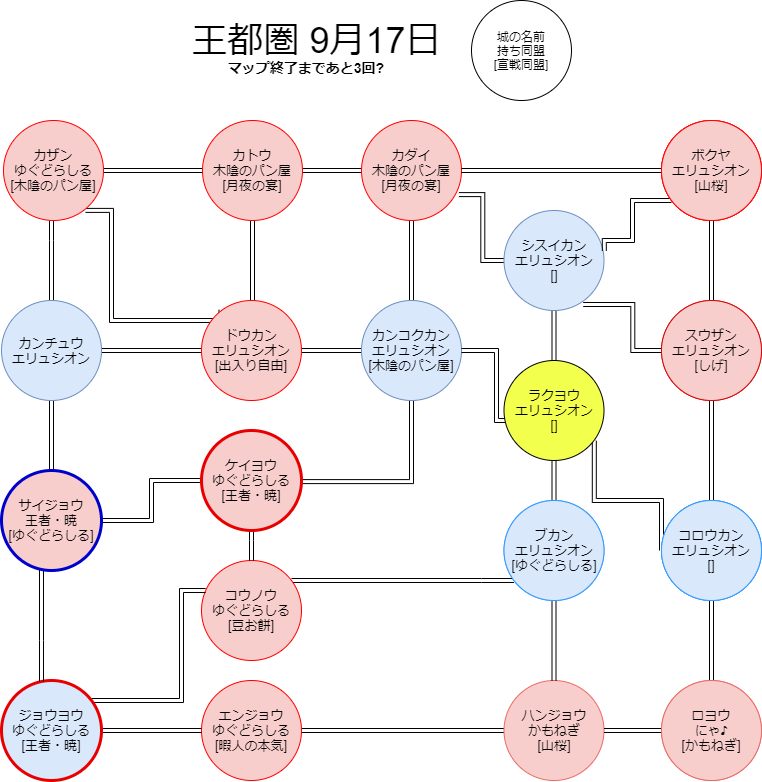 王都圏 9月17日
マップ終了まであと3回?
城の名前
持ち同盟
[宣戦同盟]
カザン
ゆぐどらしる
[木陰のパン屋]
カトウ
木陰のパン屋
[月夜の宴]
カダイ
木陰のパン屋
[月夜の宴]
ボクヤ
エリュシオン
[山桜]
シスイカン
エリュシオン
[]
カンチュウ
エリュシオン
ドウカン
エリュシオン
[出入り自由]
カンコクカン
エリュシオン
[木陰のパン屋]
スウザン
エリュシオン
[しげ]
ラクヨウ
エリュシオン
[]
サイジョウ
王者・暁
[ゆぐどらしる]
ケイヨウ
ゆぐどらしる
[王者・暁]
ブカン
エリュシオン
[ゆぐどらしる]
コロウカン
エリュシオン
[]
コウノウ
ゆぐどらしる
[豆お餅]
ジョウヨウ
ゆぐどらしる
[王者・暁]
エンジョウ
ゆぐどらしる
[暇人の本気]
ハンジョウ
かもねぎ
[山桜]
ロヨウ
にゃ♪
[かもねぎ]